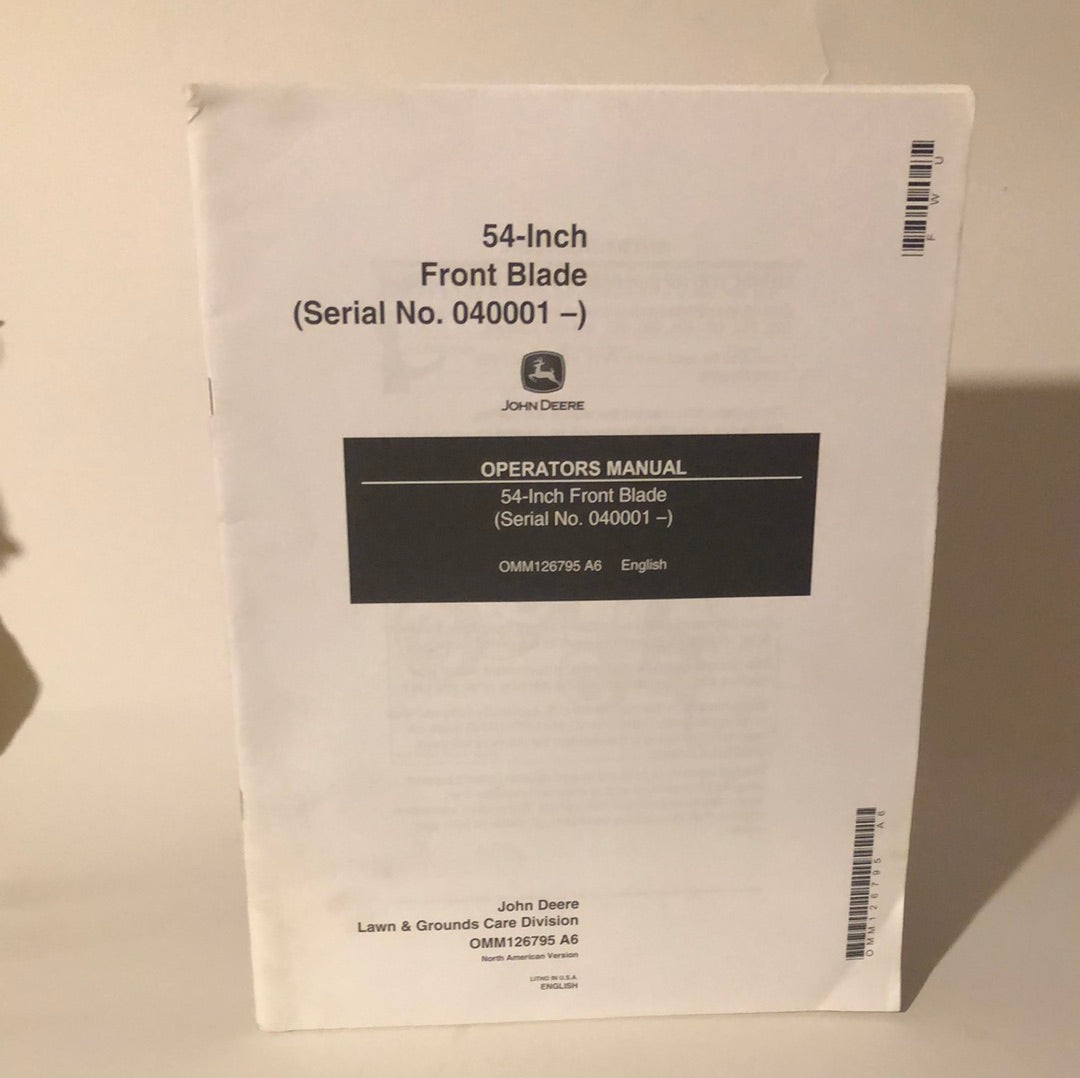 54-Inch
Front Blade
(Serial No. 040001 –)
JOHN DEERE
OPERATORS MANUAL
54-Inch Front Blade
(Serial No. 040001 –)
OMM126795 A6 English
John Deere
Lawn & Grounds Care Division
OMM126795 A6
North American Version
LITHO IN U.S.A.
ENGLISH
F W U
OMM126795 A6